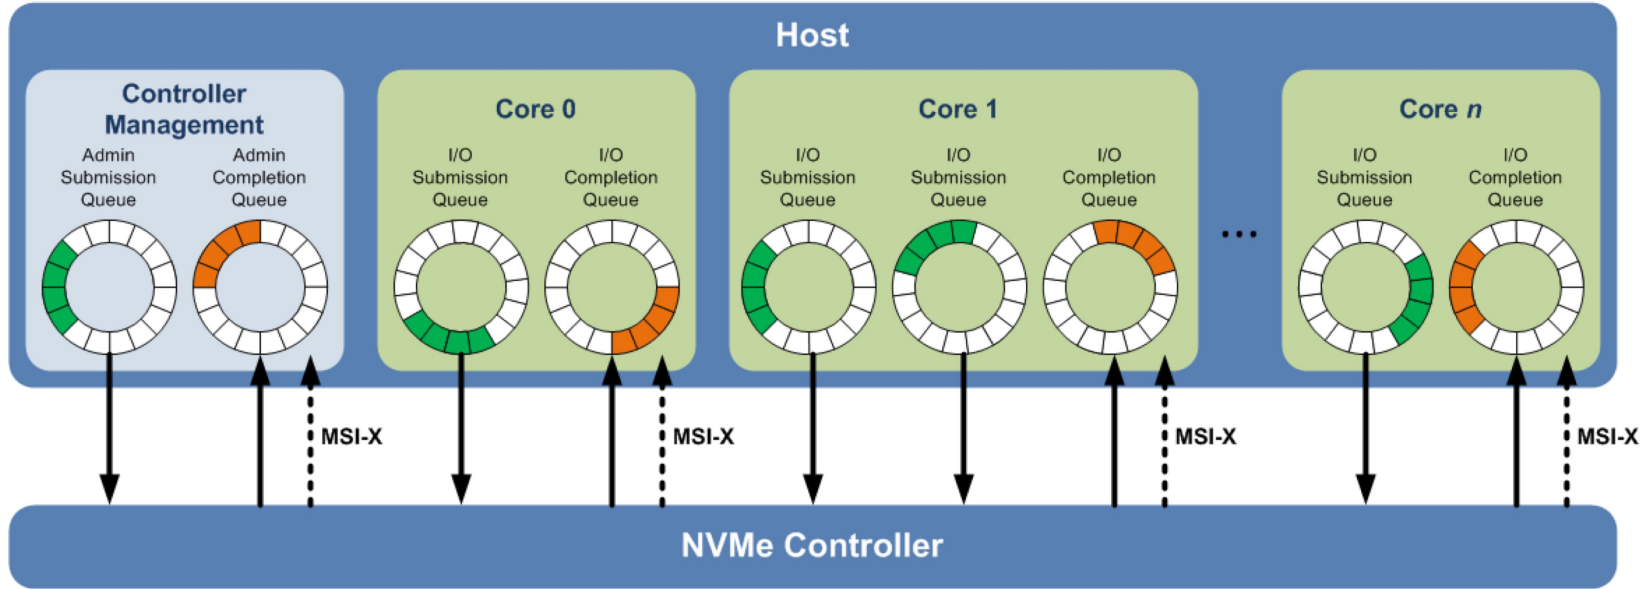 Host
Controller
Management
Admin
Submission
Queue
Admin
Completion
Queue
Core 0
I/O
Submission
Queue
I/O
Completion
Queue
Core 1
I/O
Submission
Queue
I/O
Submission
Queue
I/O
Completion
Queue
...
Core n
I/O
Submission
Queue
I/O
Completion
Queue
MSI-X
MSI-X
MSI-X
MSI-X
NVMe Controller